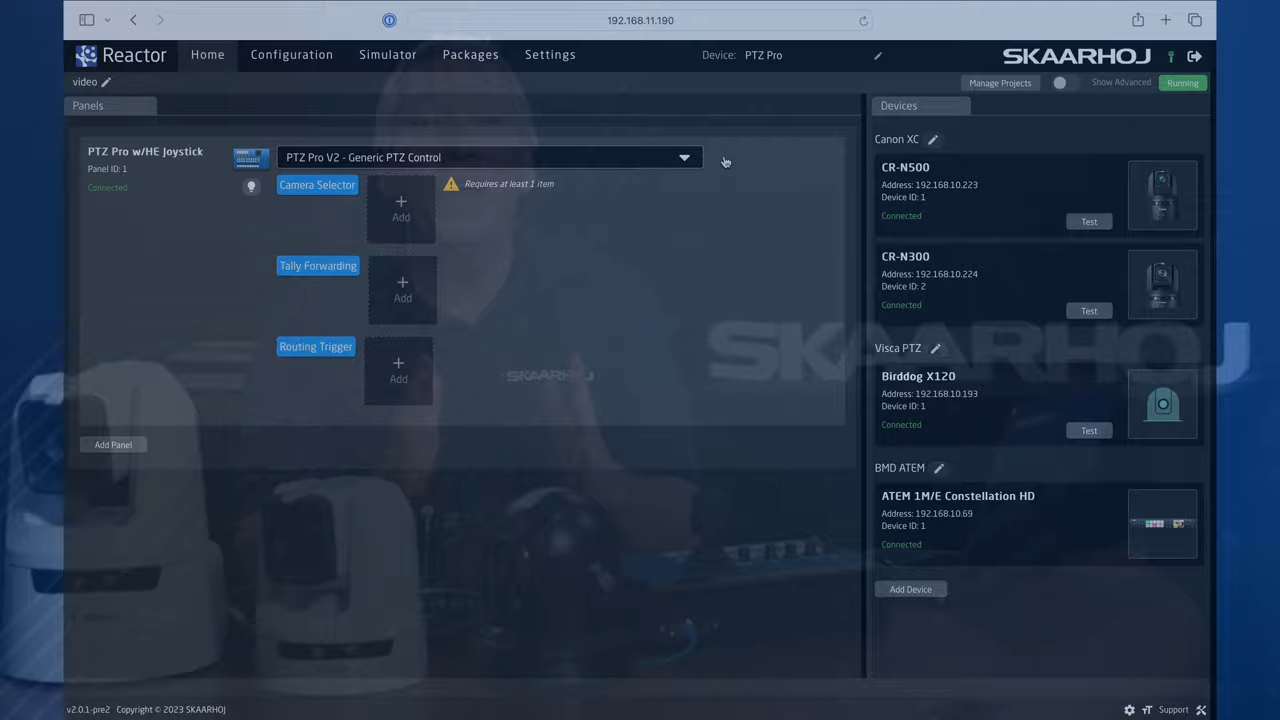 192.168.11.190
Reactor Home Configuration Simulator Packages Settings Device: PTZ Pro SKAARHOJ
video Manage Projects Show Advanced Running
Panels
PTZ Pro w/HE Joystick
Panel ID: 1
Connected
PTZ Pro V2 - Generic PTZ Control
Camera Selector
Add
Requires at least 1 item
Tally Forwarding
Add
Routing Trigger
Add
Add Panel
Devices
Canon XC
CR-N500
Address: 192.168.10.223
Device ID: 1
Connected
Test
CR-N300
Address: 192.168.10.224
Device ID: 2
Connected
Test
Visca PTZ
Birddog X120
Address: 192.168.10.193
Device ID: 1
Connected
Test
BMD ATEM
ATEM 1M/E Constellation HD
Address: 192.168.10.69
Device ID: 1
Connected
Add Device
SKAARHOJ
SKAARHOJ
v2.0.1-pre2 Copyright © 2023 SKAARHOJ
Support